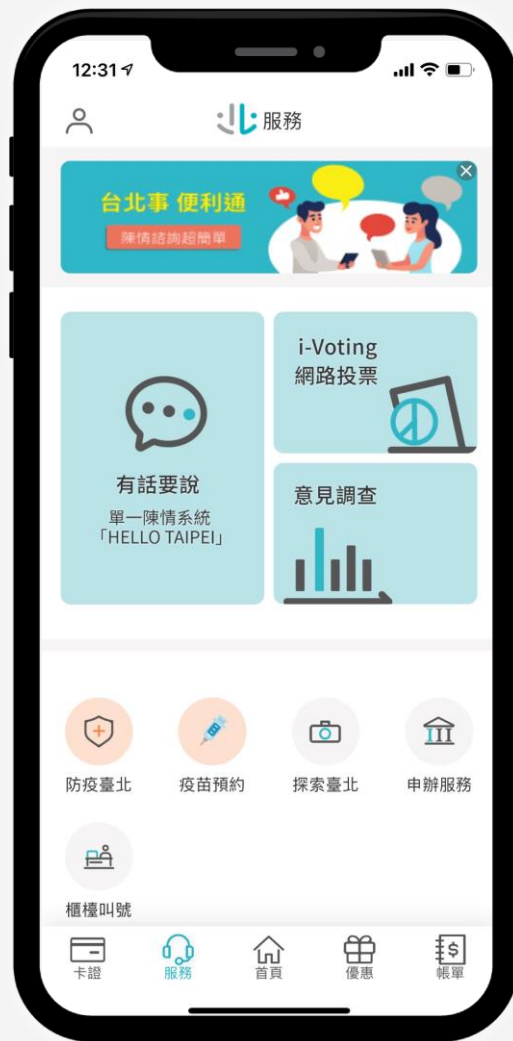 12:31
服務
台北事 便利通
陳情諮詢超簡單
有話要說
單一陳情系統
「HELLO TAIPEI」
i-Voting
網路投票
意見調查
防疫臺北
疫苗預約
探索臺北
申辦服務
櫃檯叫號
卡證
服務
首頁
優惠
帳單